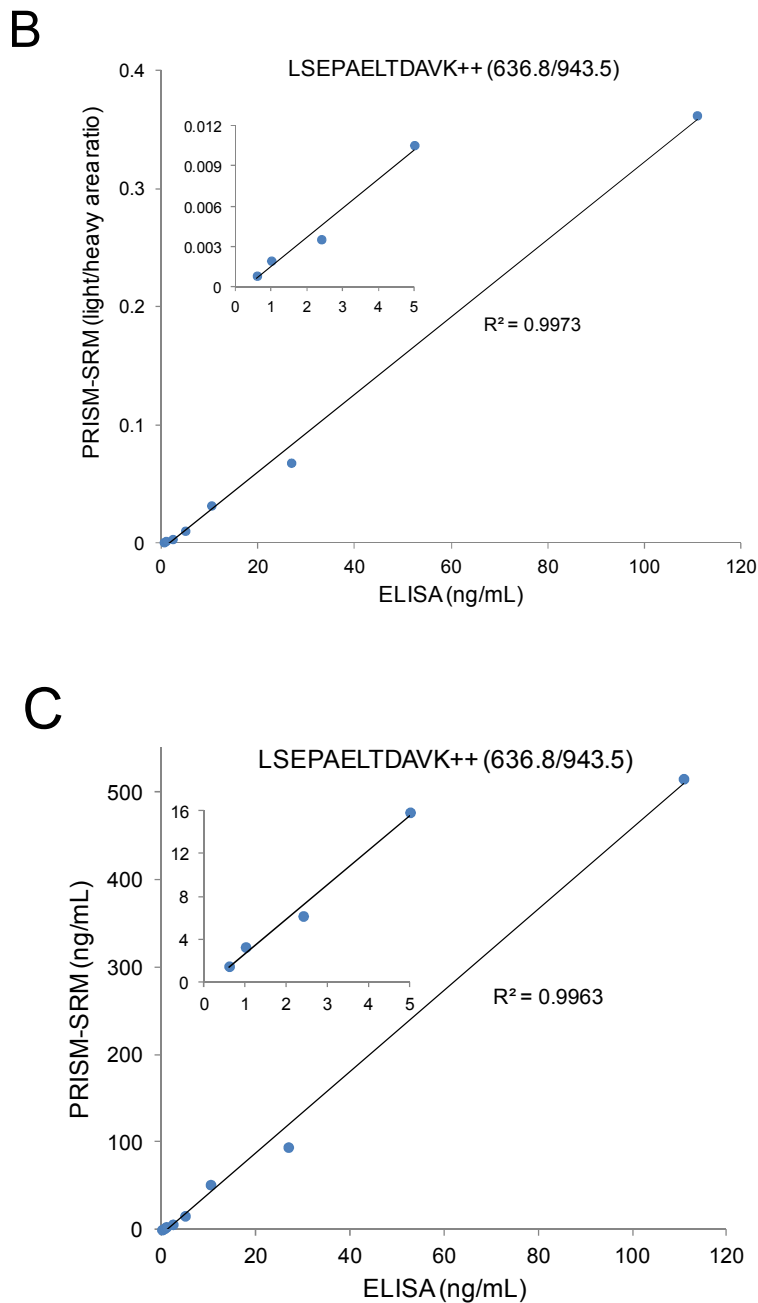 B
LSEPAELTDAVK++ (636.8/943.5)
0.4
0.3
0.2
0.1
0
PRISM-SRM (light/heavy area ratio)
0.012
0.009
0.006
0.003
0
0 1 2 3 4 5
R² = 0.9973
0 20 40 60 80 100 120
ELISA (ng/mL)
C
LSEPAELTDAVK++ (636.8/943.5)
500
400
300
200
100
0
PRISM-SRM (ng/mL)
16
12
8
4
0
0 1 2 3 4 5
R² = 0.9963
0 20 40 60 80 100 120
ELISA (ng/mL)